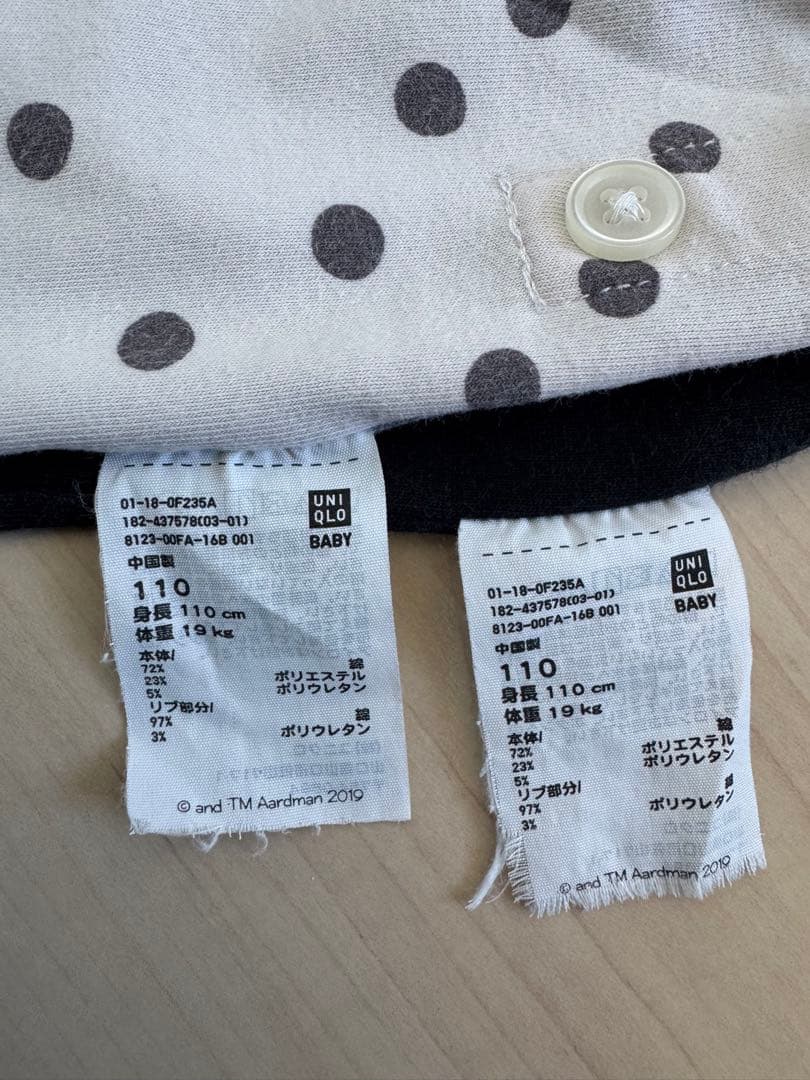 01-18-0F235A
182-437578(03-01)
8123-00FA-16B 001
UNI
QLO
BABY
中国製
110
身長 110 cm
体重 19 kg
本体/
72% 綿
23% ポリエステル
5% ポリウレタン
リブ部分/
97% 綿
3% ポリウレタン
© and TM Aardman 2019
01-18-0F235A
182-437578(03-01)
8123-00FA-16B 001
UNI
QLO
BABY
中国製
110
身長 110 cm
体重 19 kg
本体/
72% 綿
23% ポリエステル
5% ポリウレタン
リブ部分/
97% 綿
3% ポリウレタン
© and TM Aardman 2019